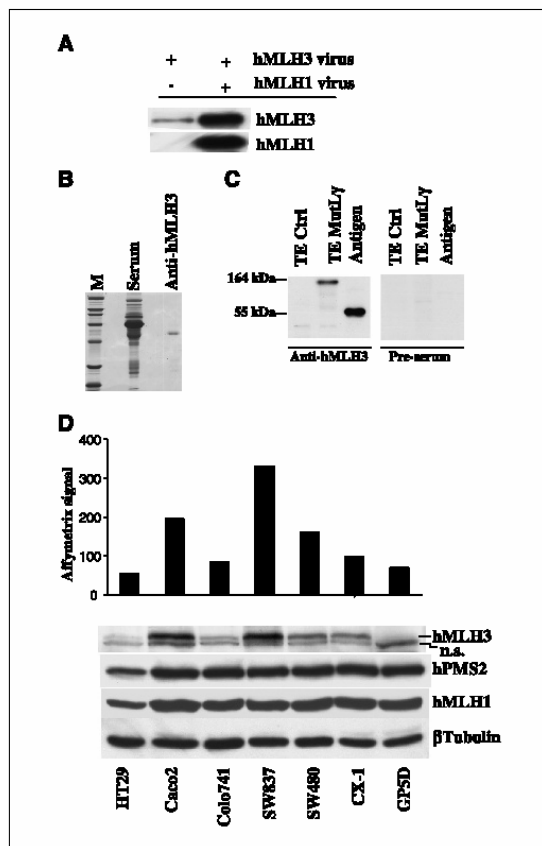 A
+ + hMLH3 virus
- + hMLH1 virus
hMLH3
hMLH1
B
M
Serum
Anti-hMLH3
C
TE Ctrl
TE MutLγ
Antigen
TE Ctrl
TE MutLγ
Antigen
164 kDa
55 kDa
Anti-hMLH3
Pre-serum
D
Affymetrix signal
400
300
200
100
0
hMLH3
n.s.
hPMS2
hMLH1
βTubulin
HT29
Caco2
Colo741
SW837
SW480
CX-1
GP5D